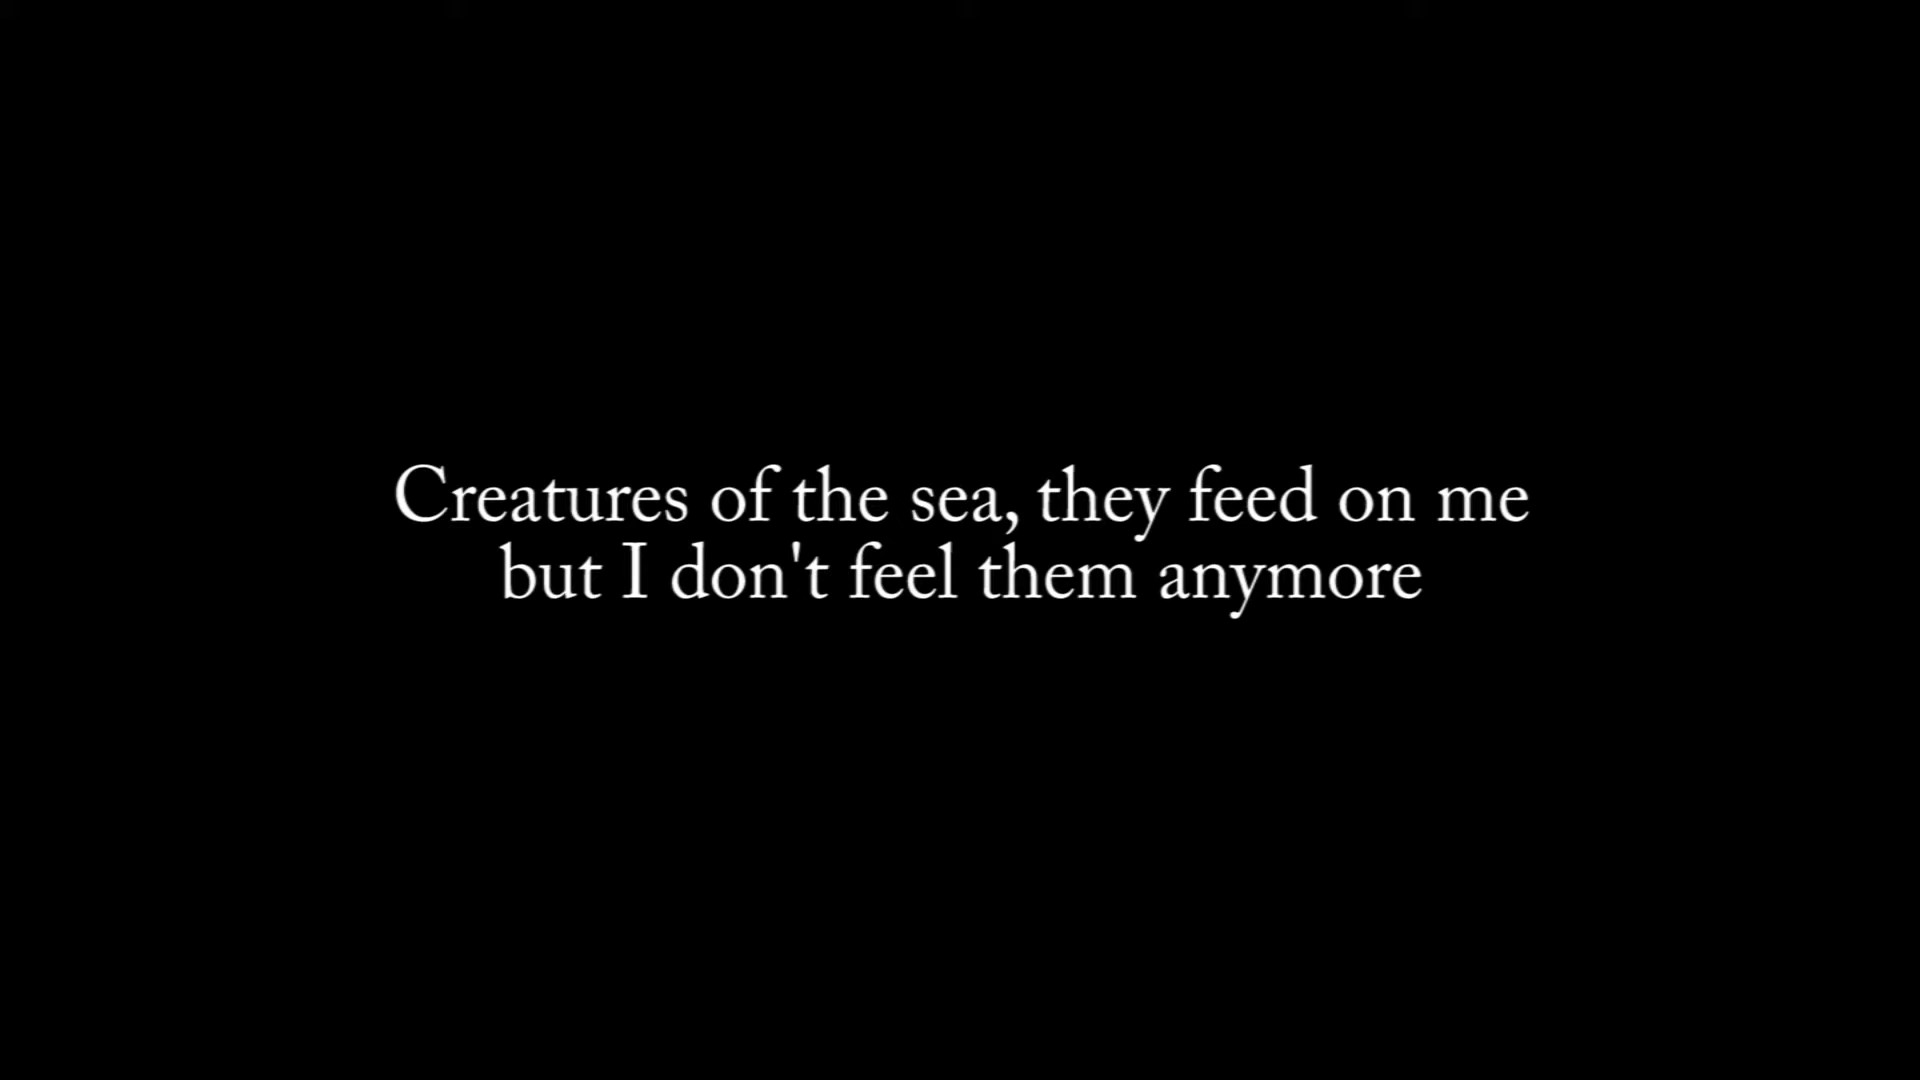 Creatures of the sea, they feed on me
but I don't feel them anymore